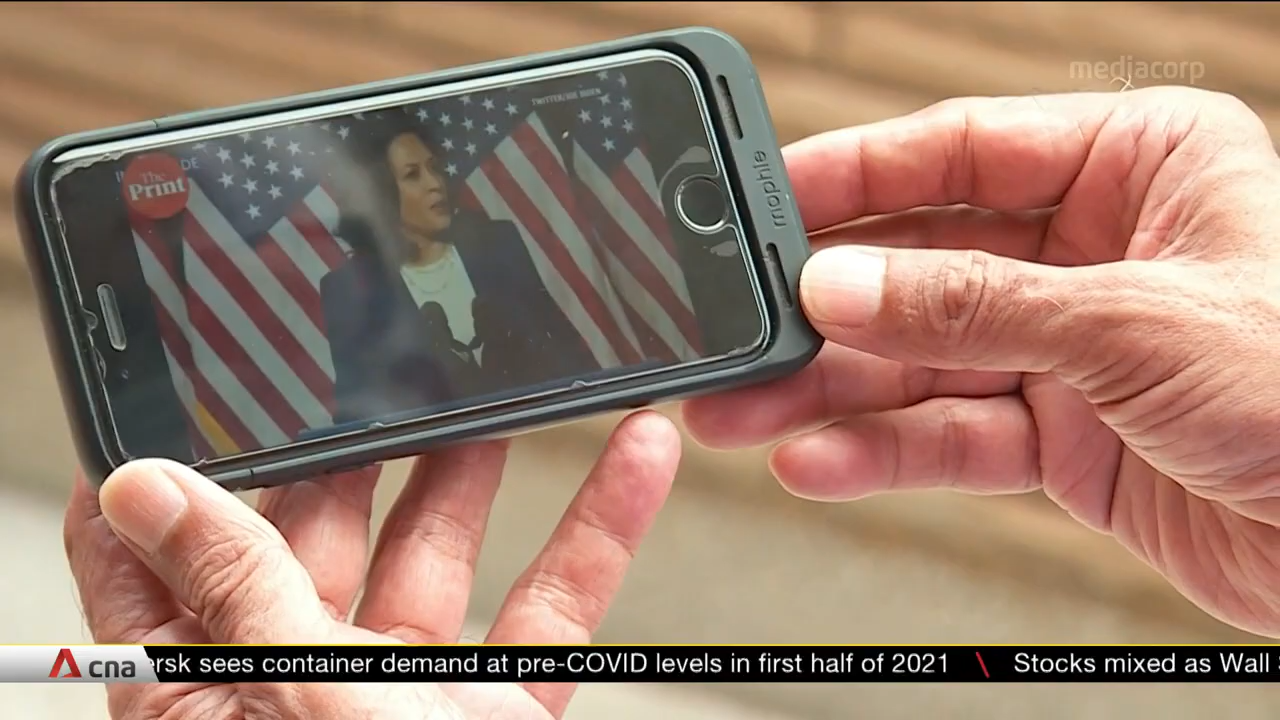 mediacorp
TWITTER/JOE BIDEN
DE
The
Print
mophie
cna
ersk sees container demand at pre-COVID levels in first half of 2021 \ Stocks mixed as Wall